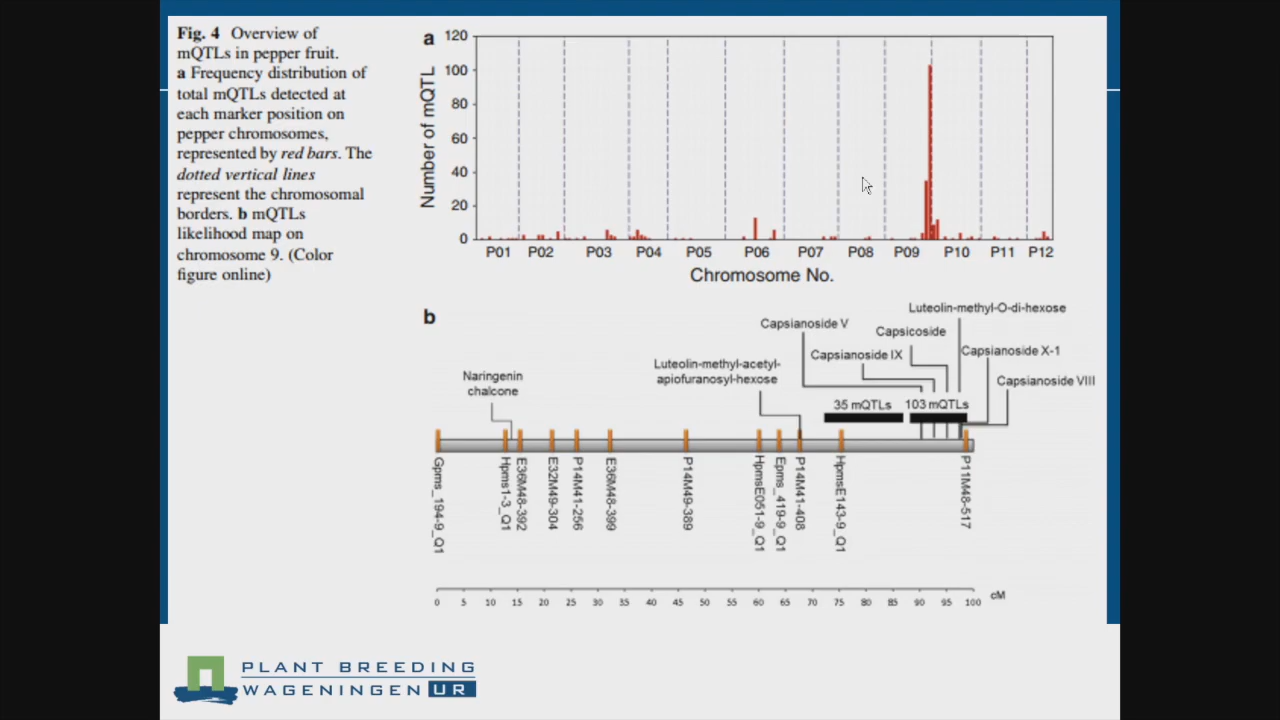 Fig. 4 Overview of
mQTLs in pepper fruit.
a Frequency distribution of
total mQTLs detected at
each marker position on
pepper chromosomes,
represented by red bars. The
dotted vertical lines
represent the chromosomal
borders. b mQTLs
likelihood map on
chromosome 9. (Color
figure online)
a
120
100
80
60
40
20
0
Number of mQTL
P01 P02 P03 P04 P05 P06 P07 P08 P09 P10 P11 P12
Chromosome No.
b
Luteolin-methyl-O-di-hexose
Capsianoside V
Capsicoside
Capsianoside IX
Capsianoside X-1
Luteolin-methyl-acetyl-
apiofuranosyl-hexose
Naringenin
chalcone
Capsianoside VIII
35 mQTLs
103 mQTLs
Gpms_194-9_Q1
Hpms1-3_Q1
E36M48-392
E32M49-304
P14M41-256
E36M48-399
P14M49-389
HpmsE051-9_Q1
Epms_419-9_Q1
P14M41-408
HpmsE143-9_Q1
P11M48-517
0 5 10 15 20 25 30 35 40 45 50 55 60 65 70 75 80 85 90 95 100
cM
PLANT BREEDING
WAGENINGEN UR